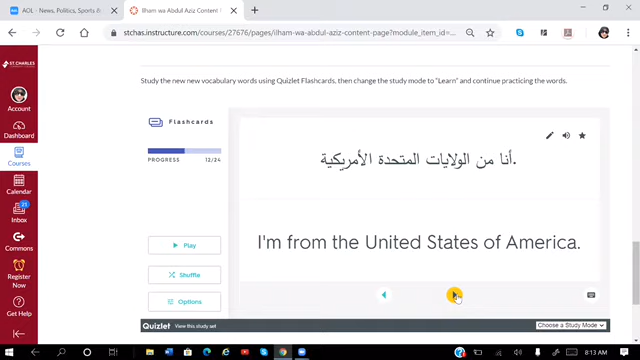 AOL - News, Politics, Sports &
Ilham wa Abdul Aziz Content
stchas.instructure.com/courses/27676/pages/ilham-wa-abdul-aziz-content-page?module_item_id=...
ST. CHARLES
Account
Dashboard
Courses
Calendar
21
Inbox
Commons
Register
Now
Get Help
Study the new new vocabulary words using Quizlet Flashcards, then change the study mode to "Learn" and continue practicing the words.
Flashcards
PROGRESS 12/24
Play
Shuffle
Options
أنا من الولايات المتحدة الأمريكية.
I'm from the United States of America.
Quizlet View this study set
Choose a Study Mode
8:13 AM